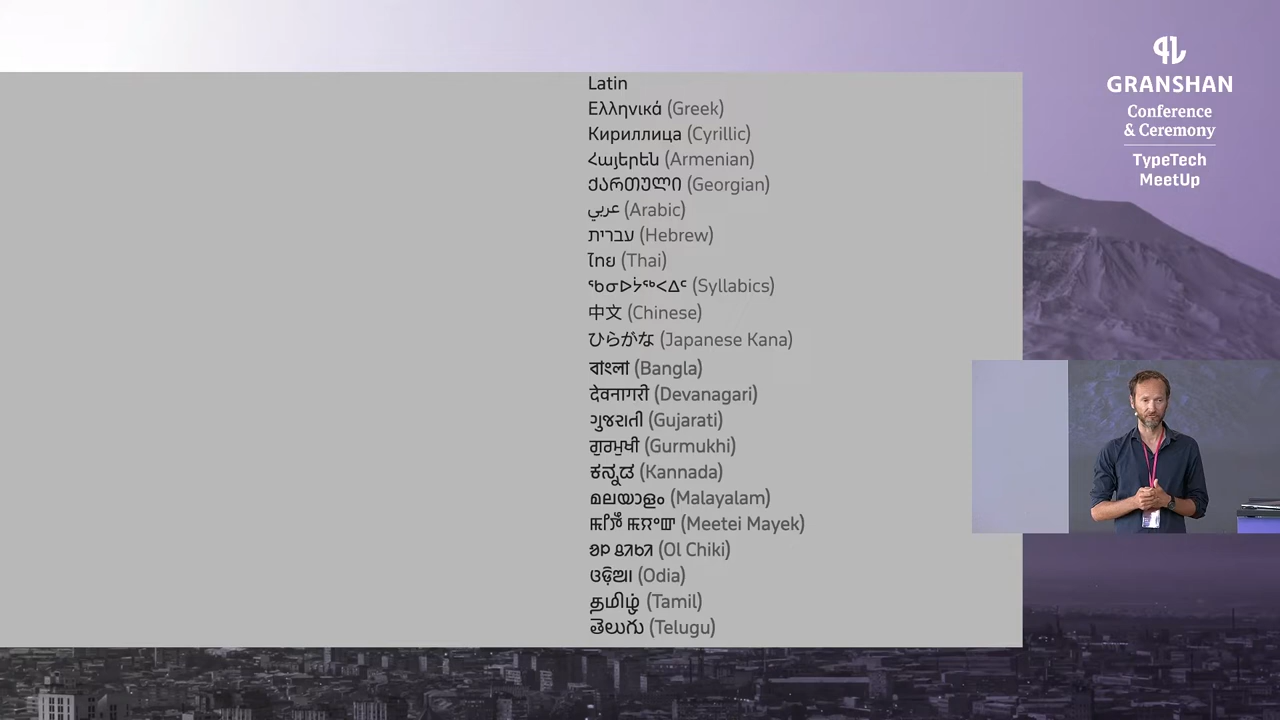 Latin
Ελληνικά (Greek)
Кириллица (Cyrillic)
Հայերեն (Armenian)
ᲥᲐᲠᲗᲣᲚᲘ (Georgian)
عربي (Arabic)
עברית (Hebrew)
ไทย (Thai)
ᖃᓂᐅᔮᖅᐸᐃᑦ (Syllabics)
中文 (Chinese)
ひらがな (Japanese Kana)
বাংলা (Bangla)
देवनागरी (Devanagari)
ગુજરાતી (Gujarati)
ਗੁਰਮੁਖੀ (Gurmukhi)
ಕನ್ನಡ (Kannada)
മലയാളം (Malayalam)
(Meetei Mayek)
ᱚᱞ ᱪᱤᱠᱤ (Ol Chiki)
ଓଡ଼ିଆ (Odia)
தமிழ் (Tamil)
తెలుగు (Telugu)
GRANSHAN
Conference
& Ceremony
TypeTech
MeetUp